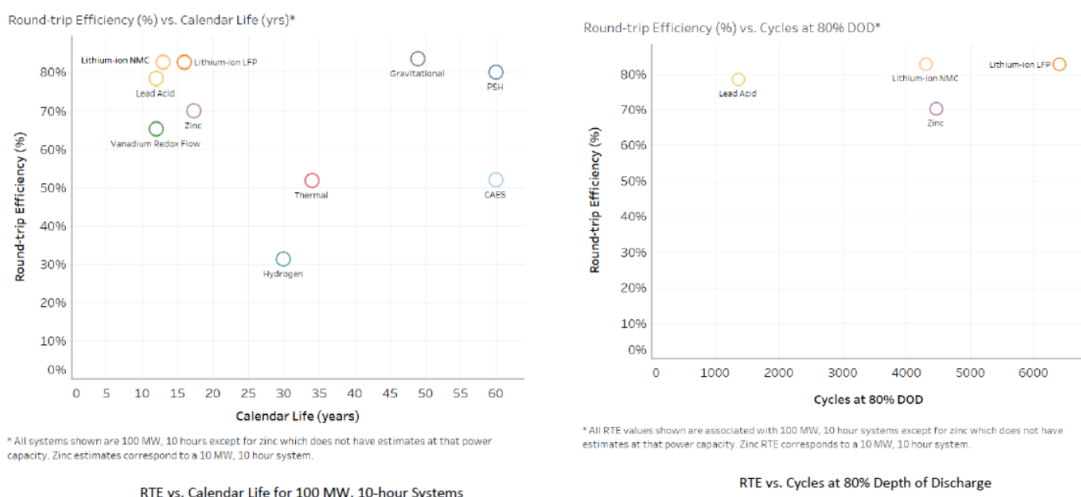 Round-trip Efficiency (%) vs. Calendar Life (yrs)*
Round-trip Efficiency (%)
80%
70%
60%
50%
40%
30%
20%
10%
0%
Lithium-ion NMC
Lithium-ion LFP
Lead Acid
Zinc
Vanadium Redox Flow
Gravitational
PSH
Thermal
CAES
Hydrogen
0 5 10 15 20 25 30 35 40 45 50 55 60
Calendar Life (years)
* All systems shown are 100 MW, 10 hours except for zinc which does not have estimates at that power
capacity. Zinc estimates correspond to a 10 MW, 10 hour system.
RTE vs. Calendar Life for 100 MW, 10-hour Systems
Round-trip Efficiency (%) vs. Cycles at 80% DOD*
Round-trip Efficiency (%)
80%
70%
60%
50%
40%
30%
20%
10%
0%
Lead Acid
Lithium-ion NMC
Lithium-ion LFP
Zinc
0 1000 2000 3000 4000 5000 6000
Cycles at 80% DOD
* All RTE values shown are associated with 100 MW, 10 hour systems except for zinc which does not have
estimates at that power capacity. Zinc RTE corresponds to a 10 MW, 10 hour system.
RTE vs. Cycles at 80% Depth of Discharge